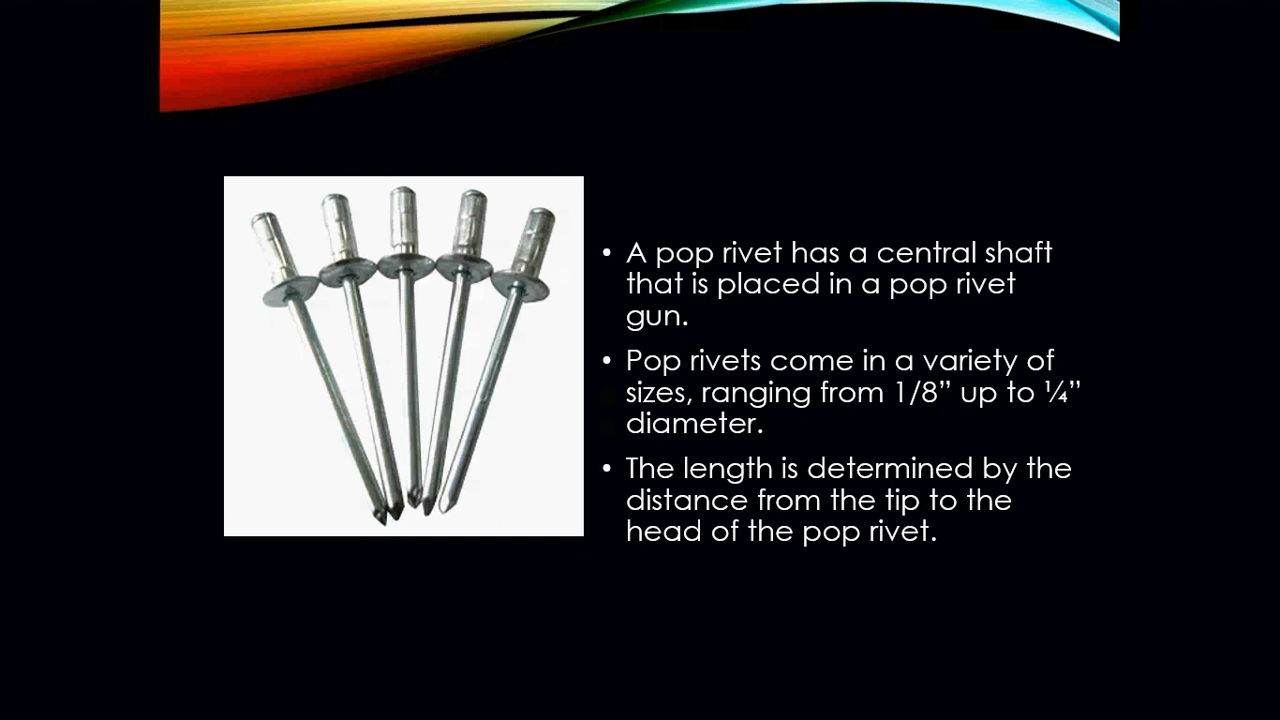 • A pop rivet has a central shaft
that is placed in a pop rivet
gun.
• Pop rivets come in a variety of
sizes, ranging from 1/8” up to ¼”
diameter.
• The length is determined by the
distance from the tip to the
head of the pop rivet.